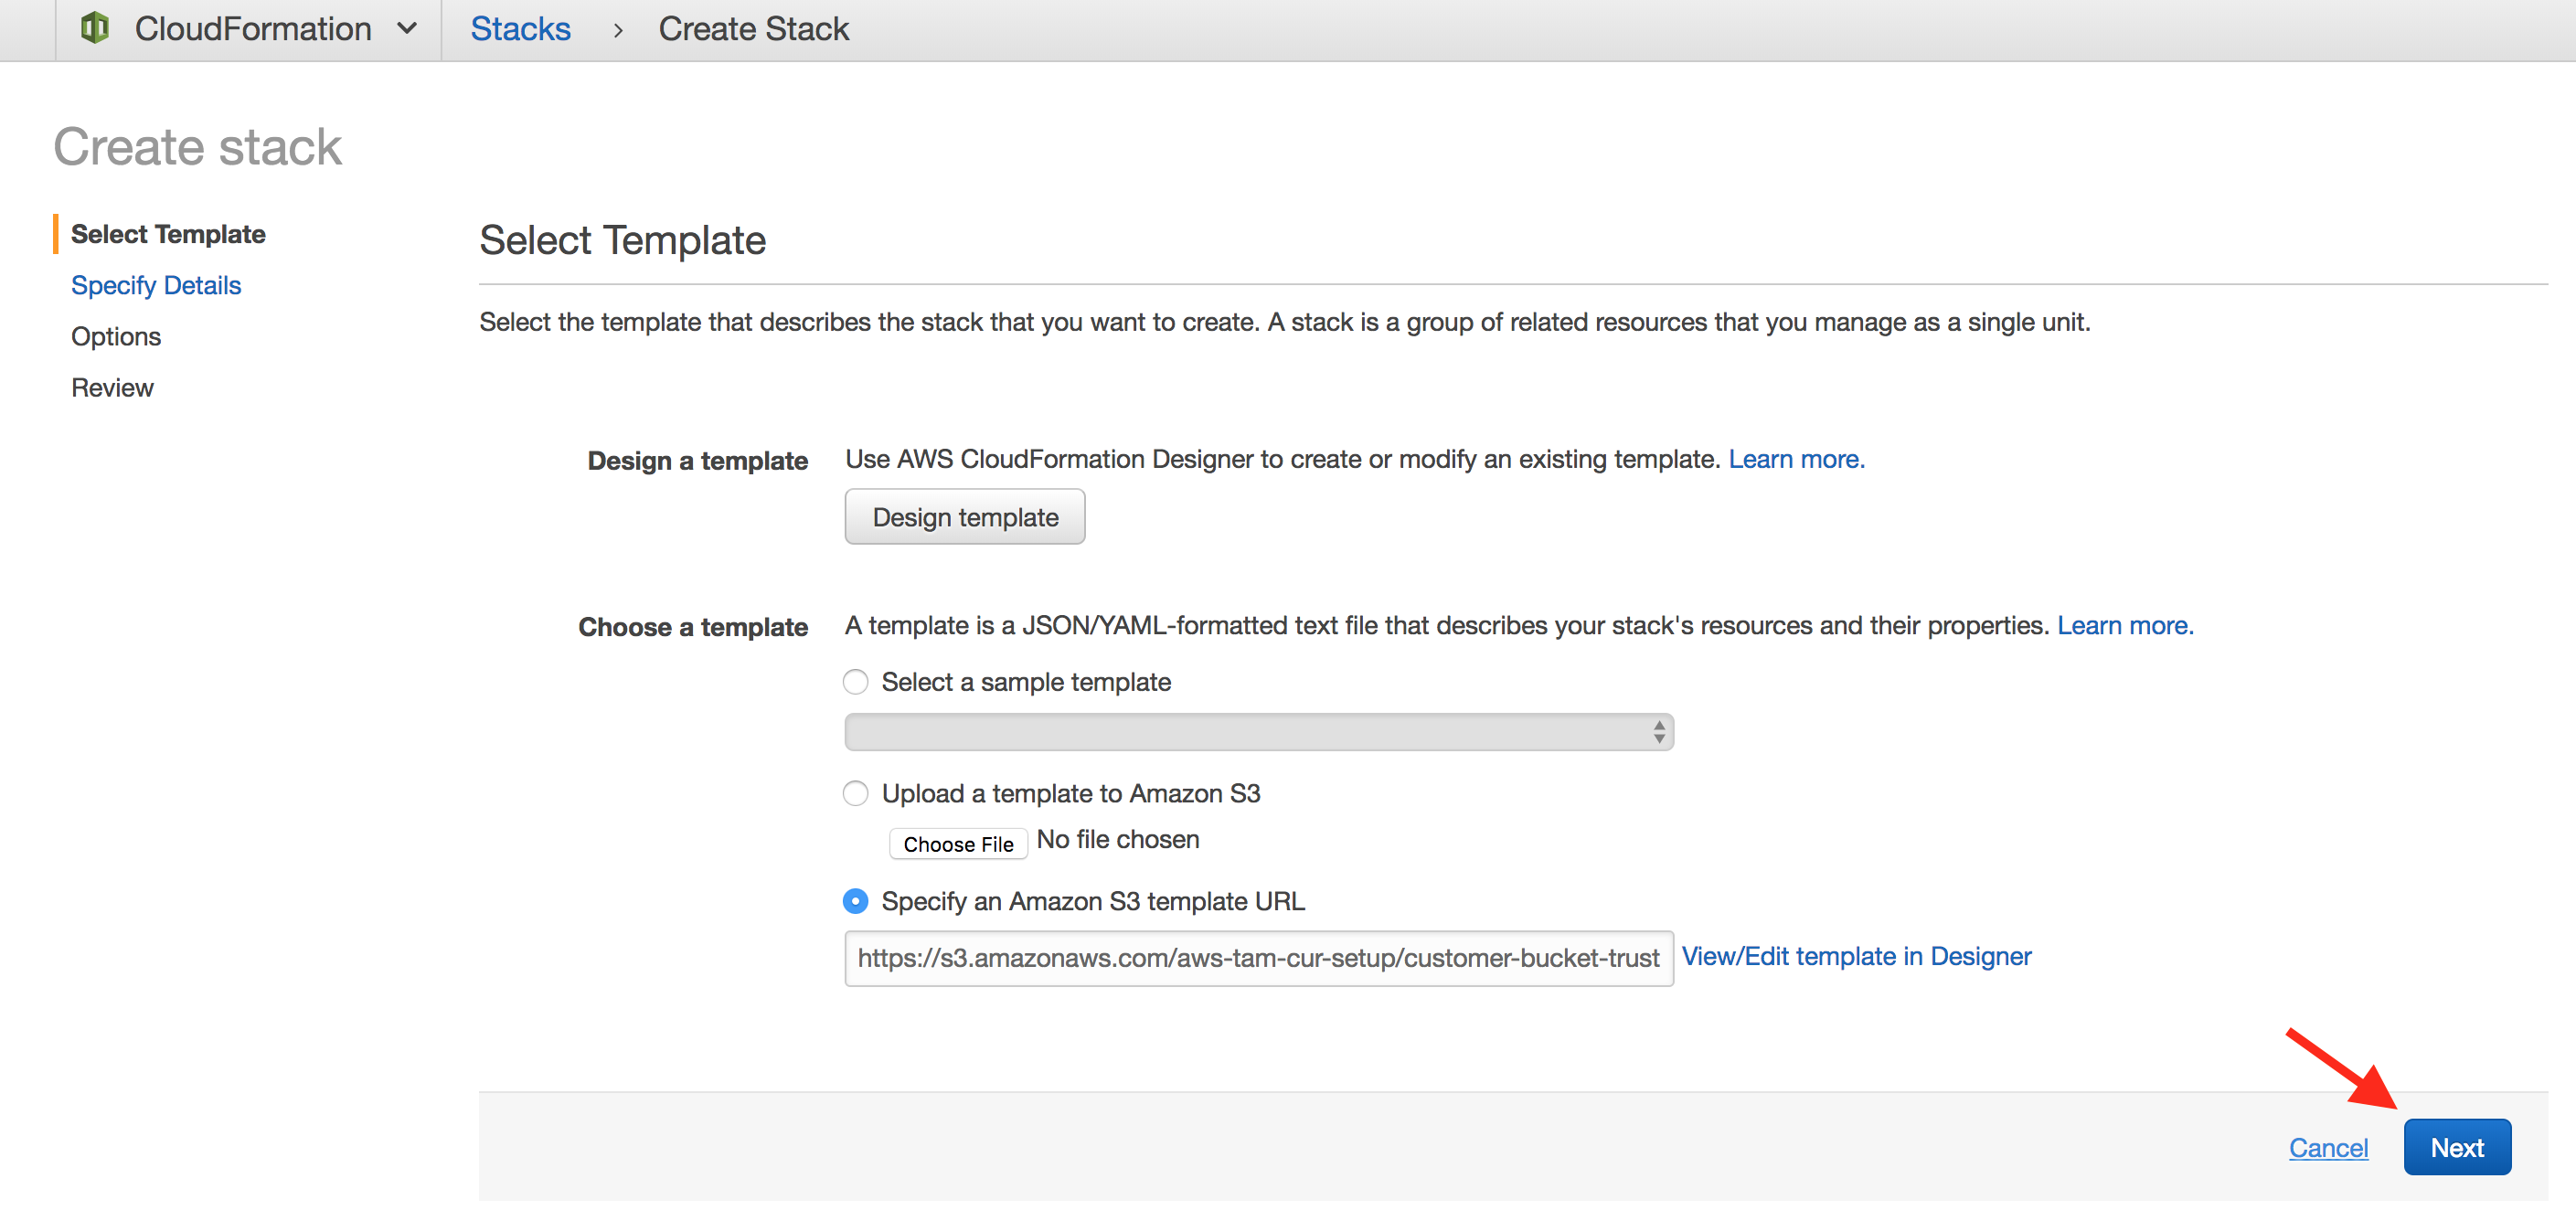 CloudFormation
Stacks
Create Stack
Create stack
Select Template
Specify Details
Options
Review
Select Template
Select the template that describes the stack that you want to create. A stack is a group of related resources that you manage as a single unit.
Design a template
Use AWS CloudFormation Designer to create or modify an existing template. Learn more.
Design template
Choose a template
A template is a JSON/YAML-formatted text file that describes your stack's resources and their properties. Learn more.
Select a sample template
Upload a template to Amazon S3
Choose File No file chosen
Specify an Amazon S3 template URL
https://s3.amazonaws.com/aws-tam-cur-setup/customer-bucket-trust
View/Edit template in Designer
Cancel
Next